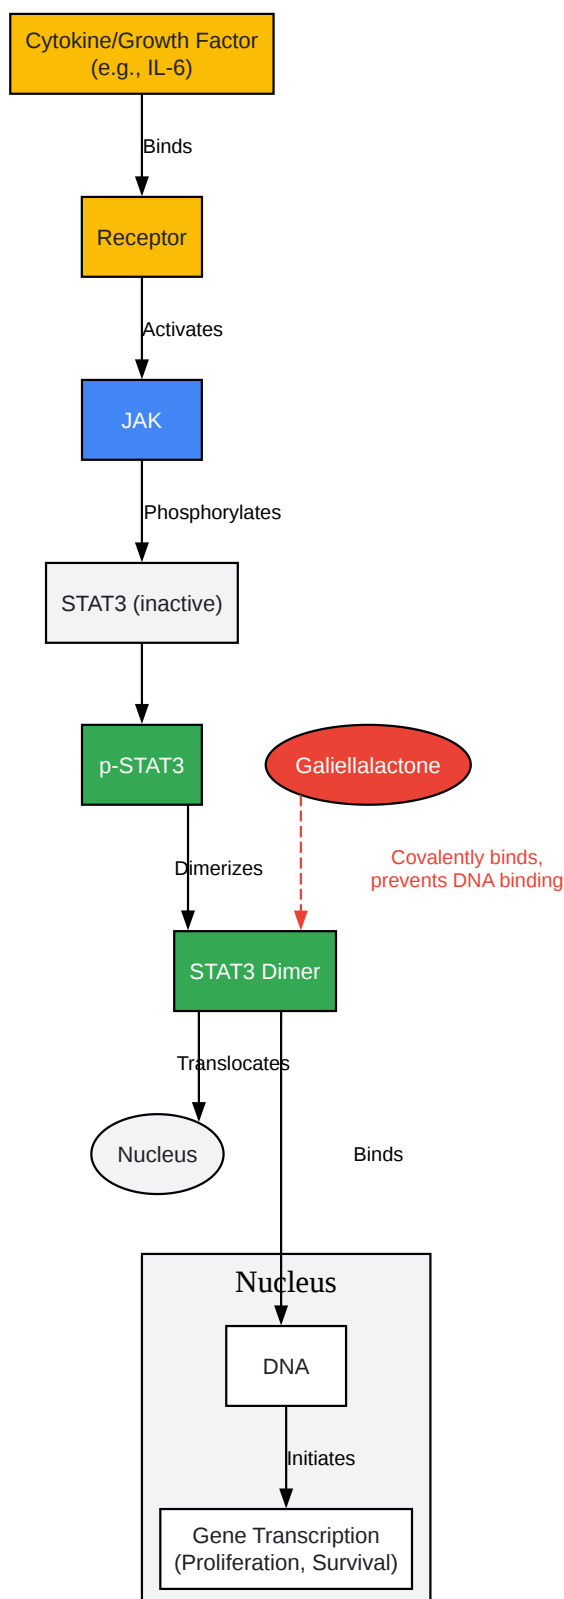 Cytokine/Growth Factor
(e.g., IL-6)
Binds
Receptor
Activates
JAK
Phosphorylates
STAT3 (inactive)
p-STAT3
Galiellalactone
Dimerizes
Covalently binds,
prevents DNA binding
STAT3 Dimer
Translocates
Nucleus
Binds
Nucleus
DNA
Initiates
Gene Transcription
(Proliferation, Survival)